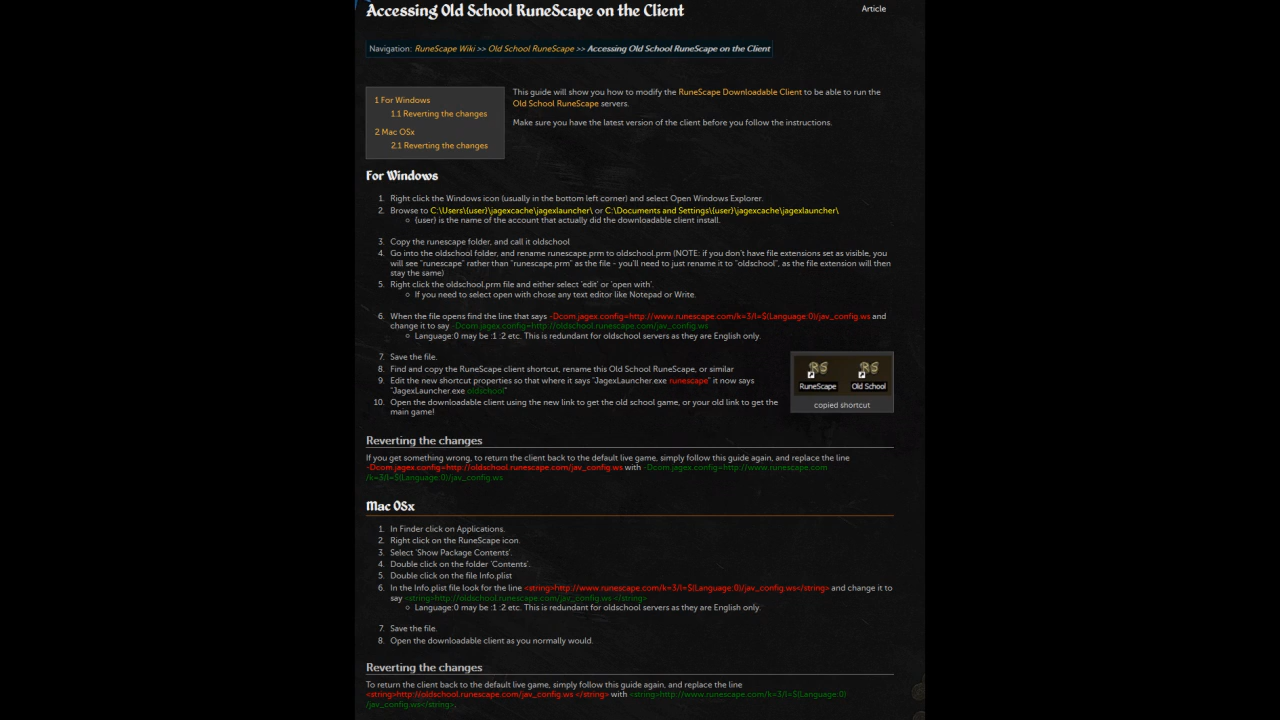 Accessing Old School RuneScape on the Client
Article
Navigation: RuneScape Wiki >> Old School RuneScape >> Accessing Old School RuneScape on the Client
1 For Windows
1.1 Reverting the changes
2 Mac OSx
2.1 Reverting the changes
This guide will show you how to modify the RuneScape Downloadable Client to be able to run the
Old School RuneScape servers.
Make sure you have the latest version of the client before you follow the instructions.
For Windows
1. Right click the Windows icon (usually in the bottom left corner) and select Open Windows Explorer.
2. Browse to C:\Users\{user}\jagexcache\jagexlauncher\ or C:\Documents and Settings\{user}\jagexcache\jagexlauncher\
{user} is the name of the account that actually did the downloadable client install.
3. Copy the runescape folder, and call it oldschool
4. Go into the oldschool folder, and rename runescape.prm to oldschool.prm (NOTE: if you don't have file extensions set as visible, you
will see "runescape" rather than "runescape.prm" as the file - you'll need to just rename it to "oldschool", as the file extension will then
stay the same)
5. Right click the oldschool.prm file and either select 'edit' or 'open with'.
If you need to select open with chose any text editor like Notepad or Write.
6. When the file opens find the line that says -Dcom.jagex.config=http://www.runescape.com/k=3/l=$(Language:0)/jav_config.ws and
change it to say -Dcom.jagex.config=http://oldschool.runescape.com/jav_config.ws
Language:0 may be :1 :2 etc. This is redundant for oldschool servers as they are English only.
7. Save the file.
8. Find and copy the RuneScape client shortcut, rename this Old School RuneScape, or similar
9. Edit the new shortcut properties so that where it says "JagexLauncher.exe runescape" it now says
"JagexLauncher.exe oldschool"
10. Open the downloadable client using the new link to get the old school game, or your old link to get the
main game!
RuneScape
Old School
copied shortcut
Reverting the changes
If you get something wrong, to return the client back to the default live game, simply follow this guide again, and replace the line
-Dcom.jagex.config=http://oldschool.runescape.com/jav_config.ws with -Dcom.jagex.config=http://www.runescape.com
/k=3/l=$(Language:0)/jav_config.ws
Mac OSx
1. In Finder click on Applications.
2. Right click on the RuneScape icon.
3. Select 'Show Package Contents'.
4. Double click on the folder 'Contents'.
5. Double click on the file Info.plist
6. In the Info.plist file look for the line <string>http://www.runescape.com/k=3/l=$(Language:0)/jav_config.ws</string> and change it to
say <string>http://oldschool.runescape.com/jav_config.ws </string>
Language:0 may be :1 :2 etc. This is redundant for oldschool servers as they are English only.
7. Save the file.
8. Open the downloadable client as you normally would.
Reverting the changes
To return the client back to the default live game, simply follow this guide again, and replace the line
<string>http://oldschool.runescape.com/jav_config.ws </string> with <string>http://www.runescape.com/k=3/l=$(Language:0)
/jav_config.ws</string>.